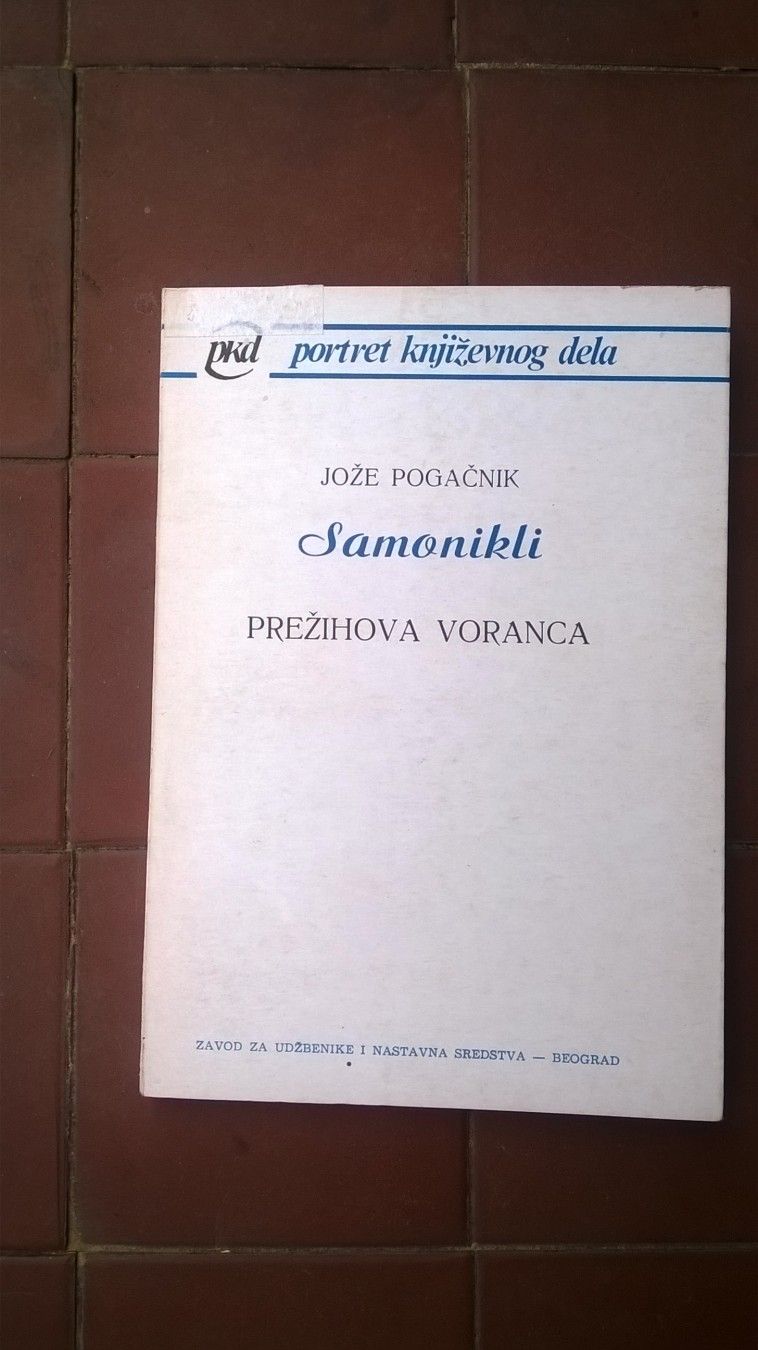 pkd portret književnog dela
JOŽE POGAČNIK
Samonikli
PREŽIHOVA VORANCA
ZAVOD ZA UDŽBENIKE I NASTAVNA SREDSTVA — BEOGRAD